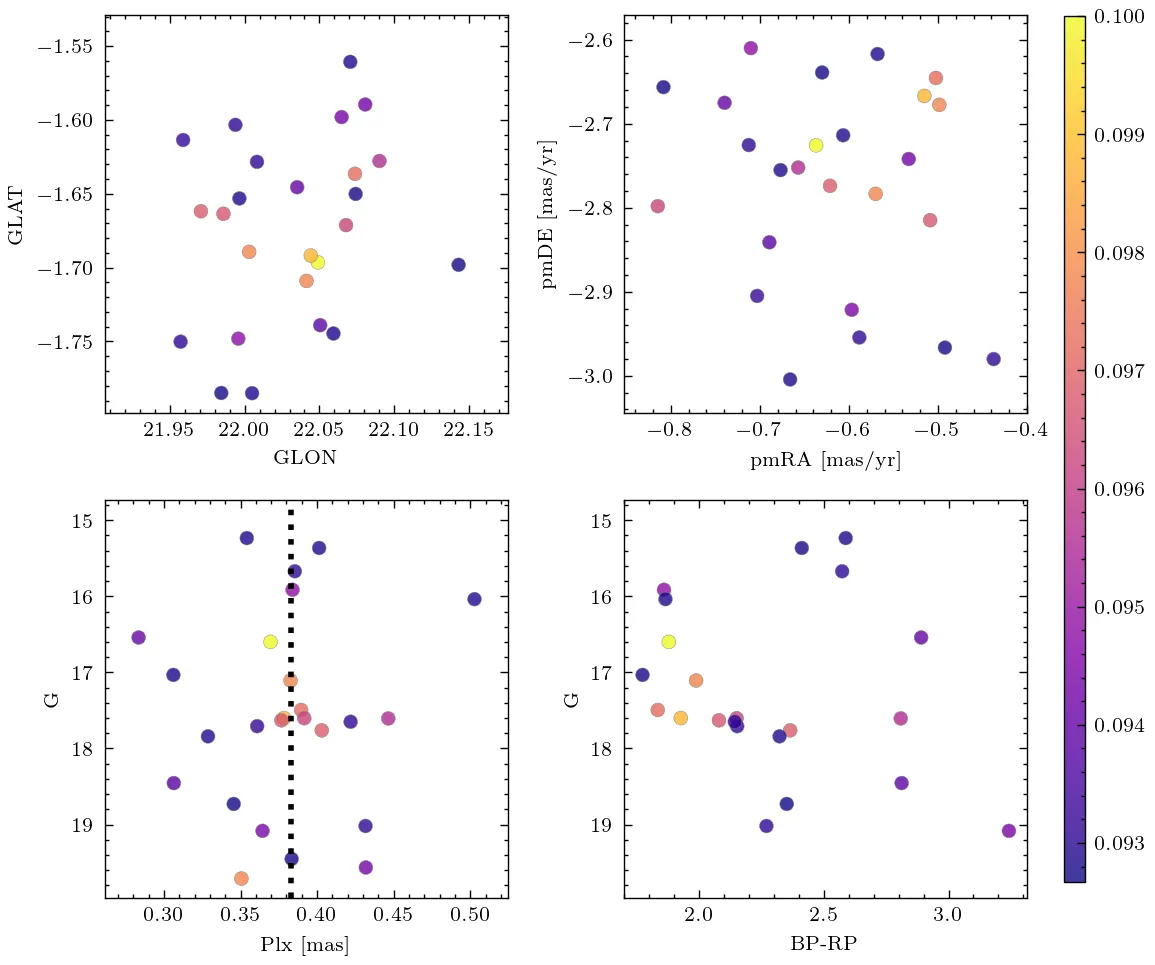 −1.55
−1.60
−1.65
−1.70
−1.75
GLAT
21.95 22.00 22.05 22.10 22.15
GLON
−2.6
−2.7
−2.8
−2.9
−3.0
pmDE [mas/yr]
−0.8 −0.7 −0.6 −0.5 −0.4
pmRA [mas/yr]
15
16
17
18
19
G
0.30 0.35 0.40 0.45 0.50
Plx [mas]
15
16
17
18
19
G
2.0 2.5 3.0
BP-RP
0.100
0.099
0.098
0.097
0.096
0.095
0.094
0.093